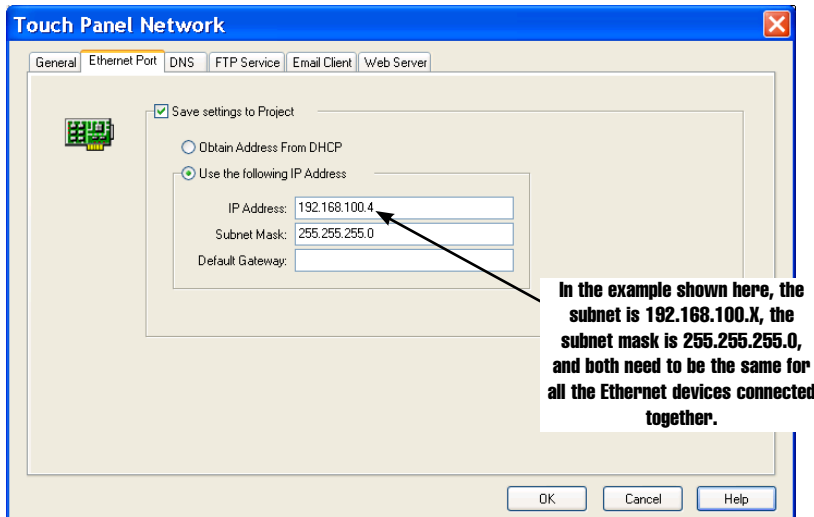 Touch Panel Network
General
Ethernet Port
DNS
FTP Service
Email Client
Web Server
Save settings to Project
Obtain Address From DHCP
Use the following IP Address
IP Address: 192.168.100.4
Subnet Mask: 255.255.255.0
Default Gateway:
In the example shown here, the
subnet is 192.168.100.X, the
subnet mask is 255.255.255.0,
and both need to be the same for
all the Ethernet devices connected
together.
OK
Cancel
Help